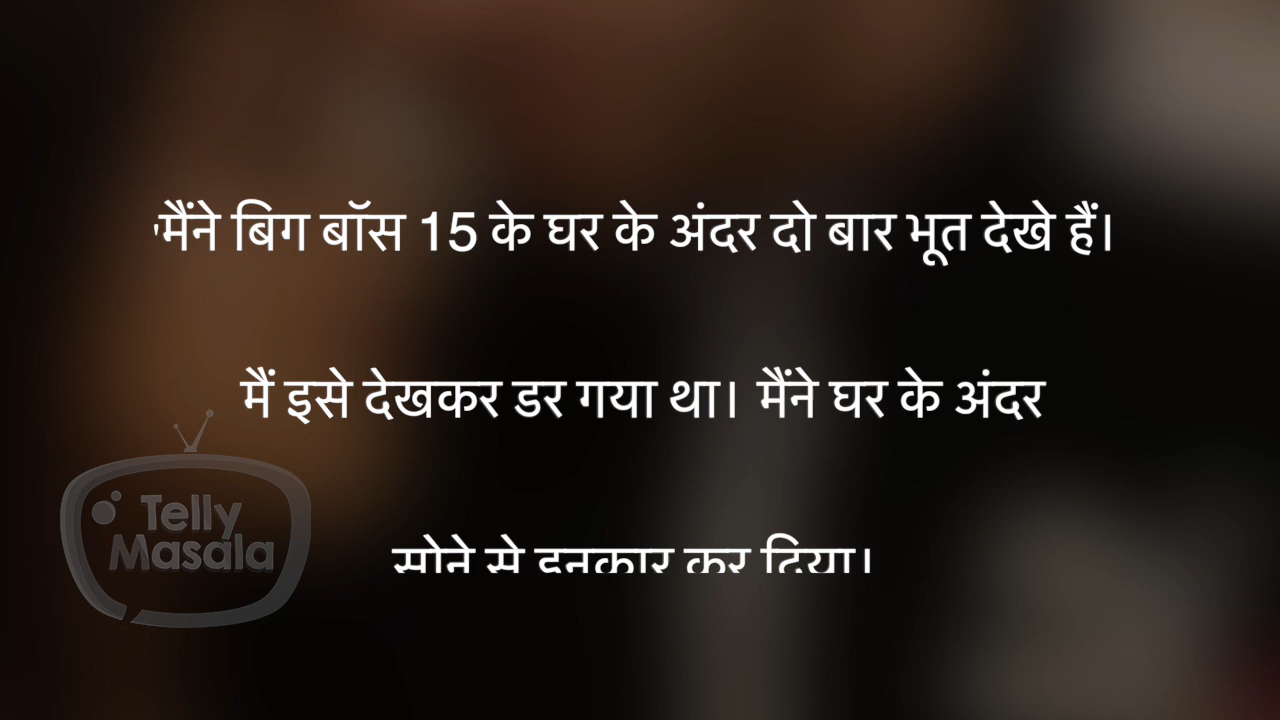 'मैंने बिग बॉस 15 के घर के अंदर दो बार भूत देखे हैं।
मैं इसे देखकर डर गया था। मैंने घर के अंदर
सोने से इनकार कर दिया।
Telly
Masala